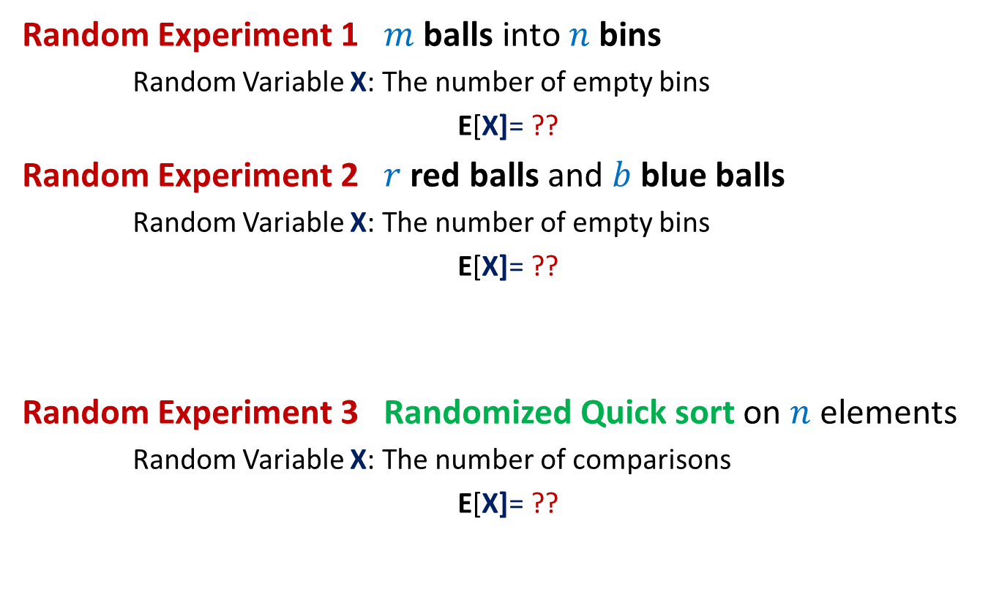 Random Experiment 1 m balls into n bins
Random Variable X: The number of empty bins
E[X]= ??
Random Experiment 2 r red balls and b blue balls
Random Variable X: The number of empty bins
E[X]= ??
Random Experiment 3 Randomized Quick sort on n elements
Random Variable X: The number of comparisons
E[X]= ??